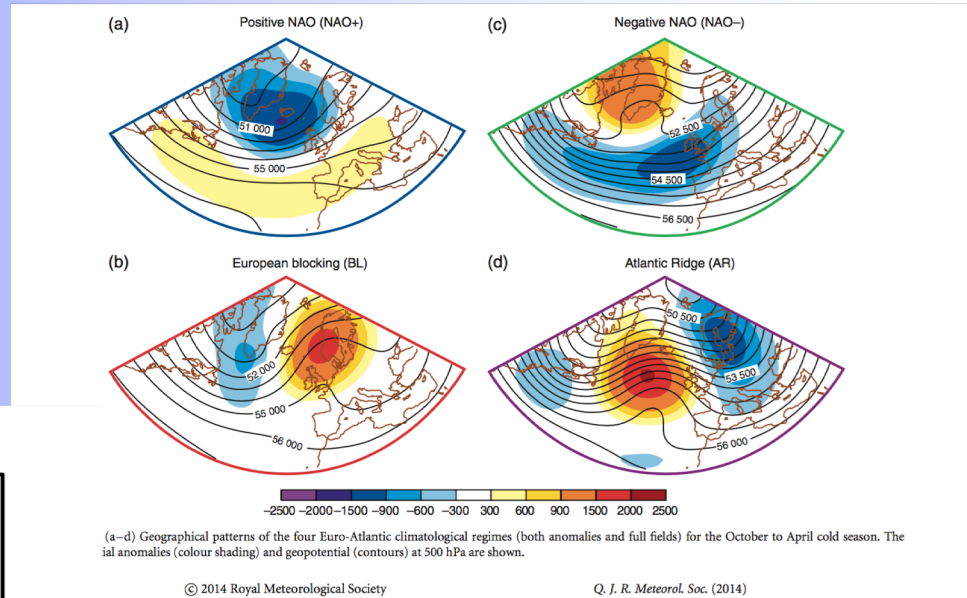 (a)
Positive NAO (NAO+)
51 000
55 000
(c)
Negative NAO (NAO–)
52 500
54 500
56 500
(b)
European blocking (BL)
52 000
55 000
56 000
(d)
Atlantic Ridge (AR)
50 500
53 500
56 000
−2500 −2000−1500 −900 −600 −300 300 600 900 1500 2000 2500
(a–d) Geographical patterns of the four Euro-Atlantic climatological regimes (both anomalies and full fields) for the October to April cold season. The
ial anomalies (colour shading) and geopotential (contours) at 500 hPa are shown.
© 2014 Royal Meteorological Society
Q. J. R. Meteorol. Soc. (2014)